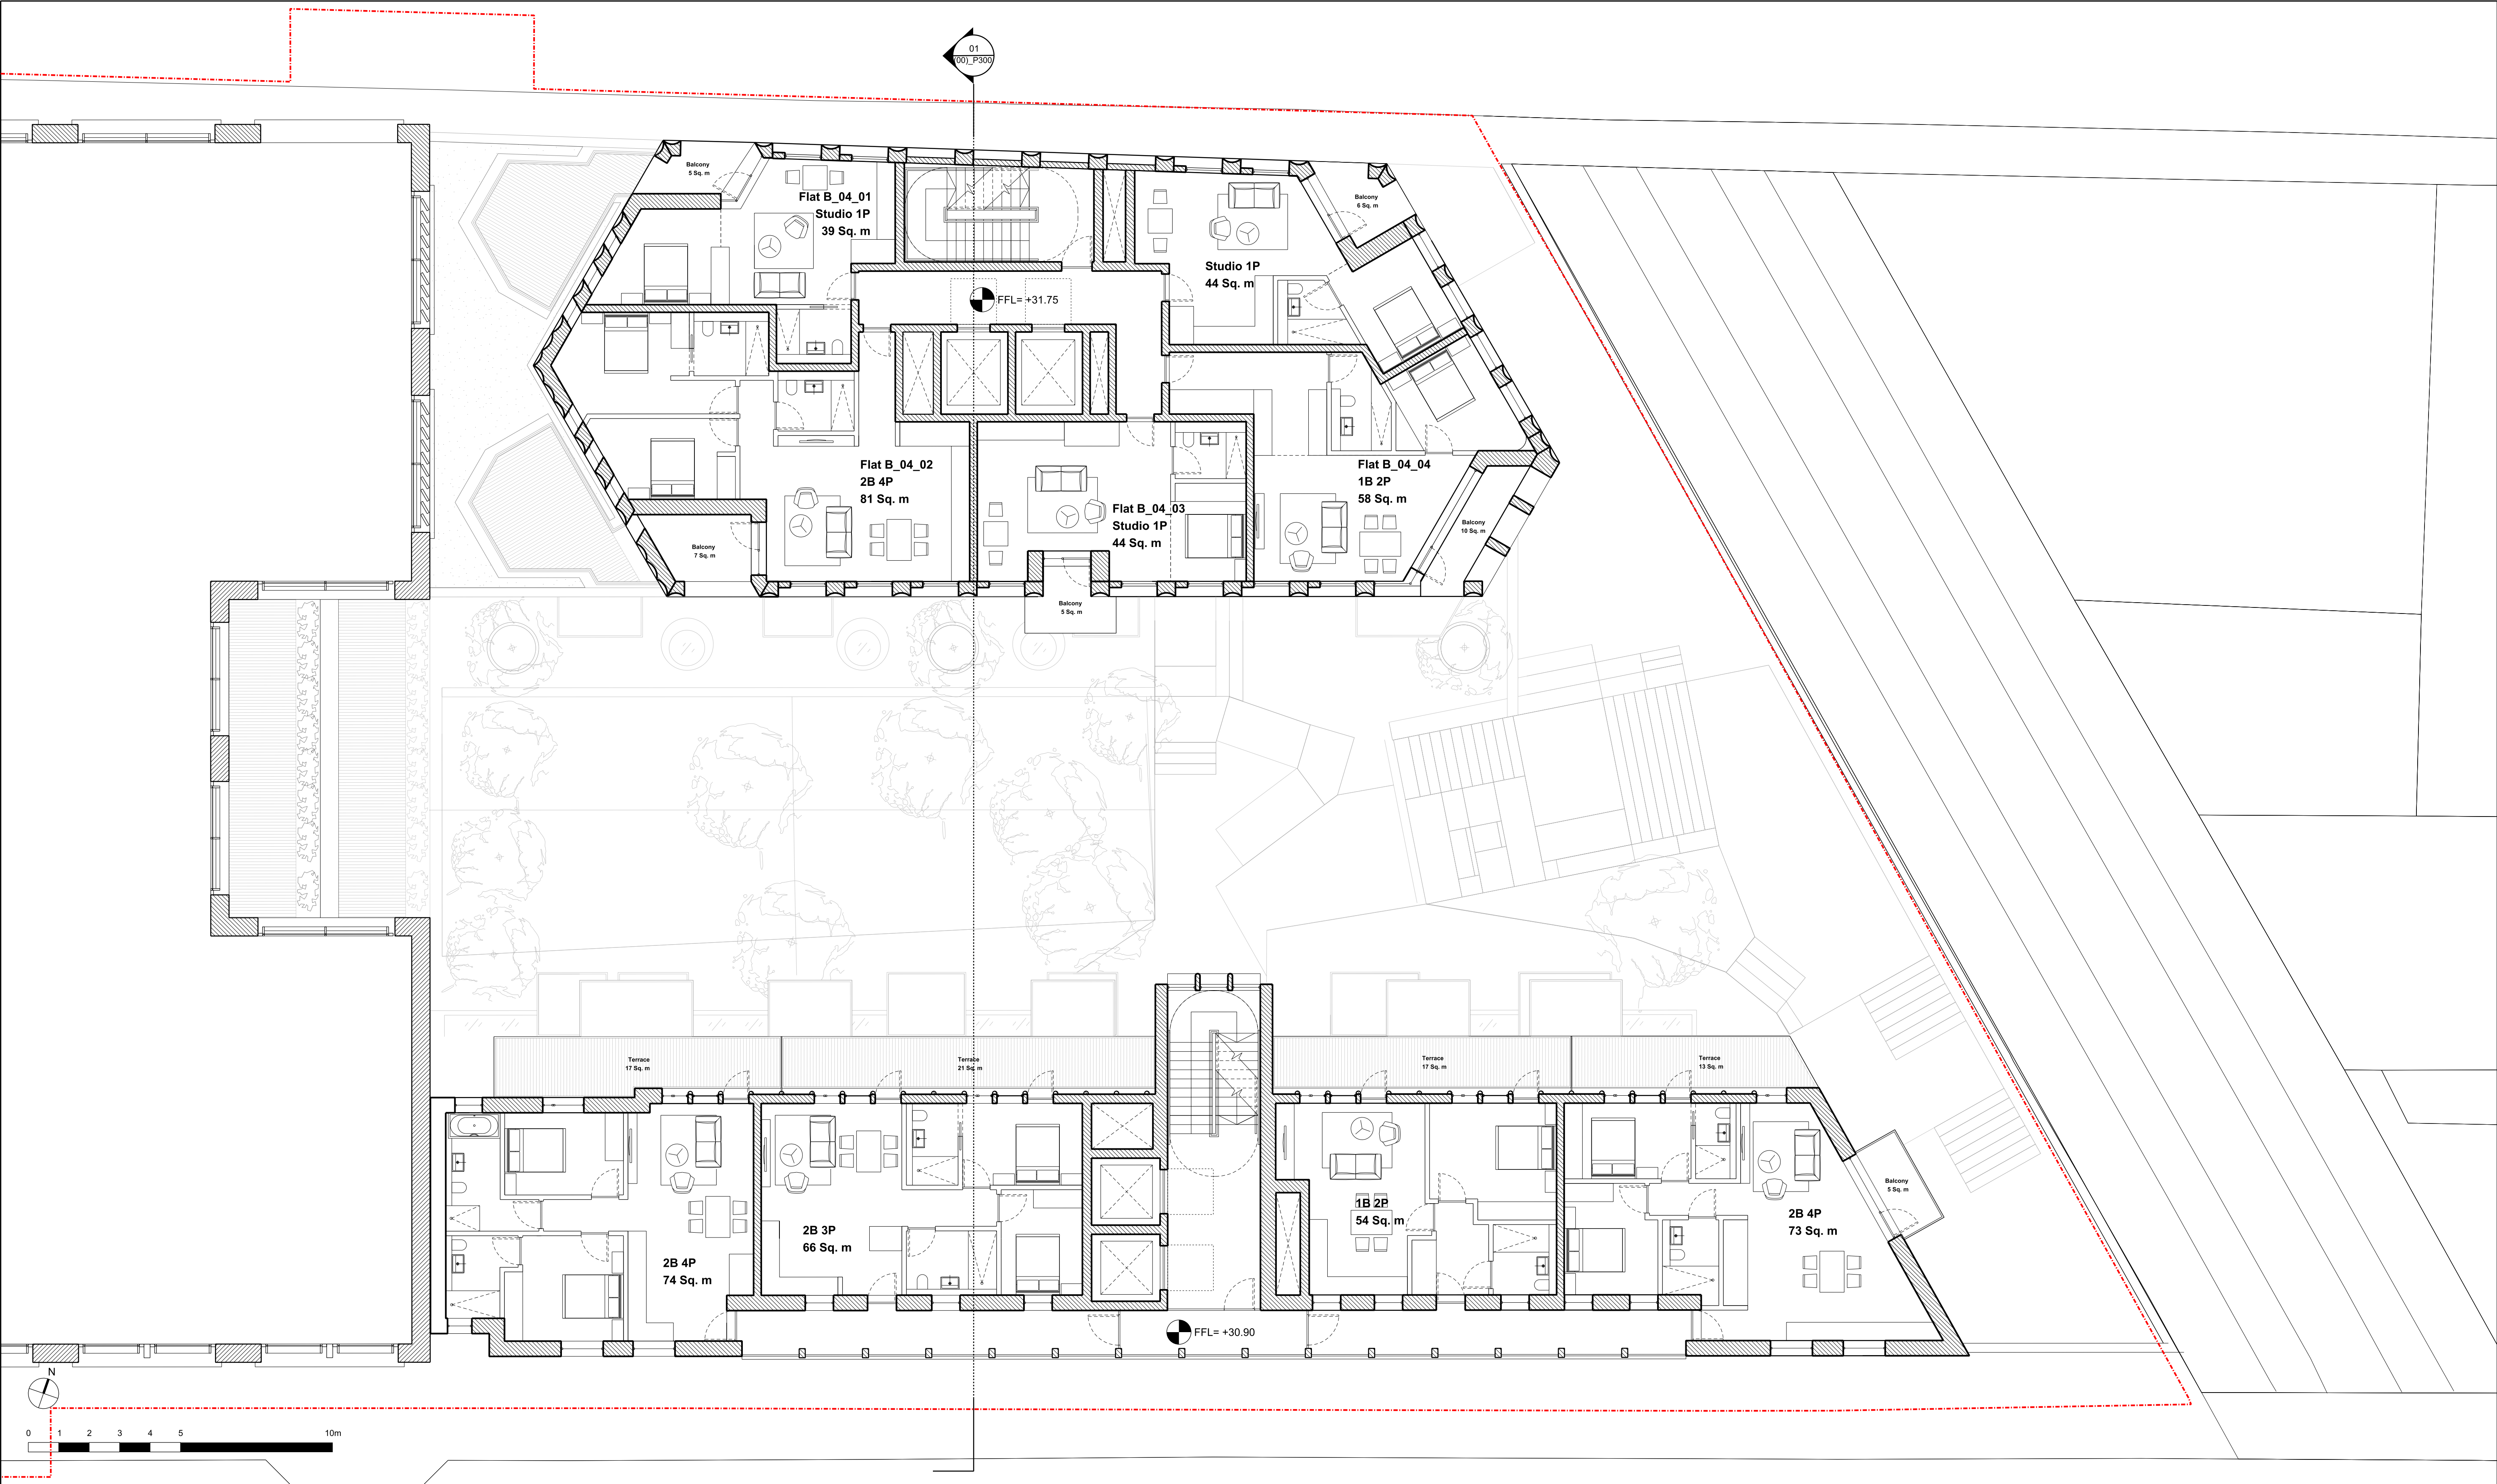 01
(00)_P300
Balcony
5 Sq. m
Flat B_04_01
Studio 1P
39 Sq. m
Balcony
6 Sq. m
Studio 1P
44 Sq. m
FFL= +31.75
Flat B_04_02
2B 4P
81 Sq. m
Flat B_04_04
1B 2P
58 Sq. m
Flat B_04_03
Studio 1P
44 Sq. m
Balcony
10 Sq. m
Balcony
7 Sq. m
Balcony
5 Sq. m
Terrace
17 Sq. m
Terrace
21 Sq. m
Terrace
17 Sq. m
Terrace
13 Sq. m
Balcony
5 Sq. m
1B 2P
54 Sq. m
2B 4P
73 Sq. m
2B 3P
66 Sq. m
2B 4P
74 Sq. m
FFL= +30.90
N
0 1 2 3 4 5 10m